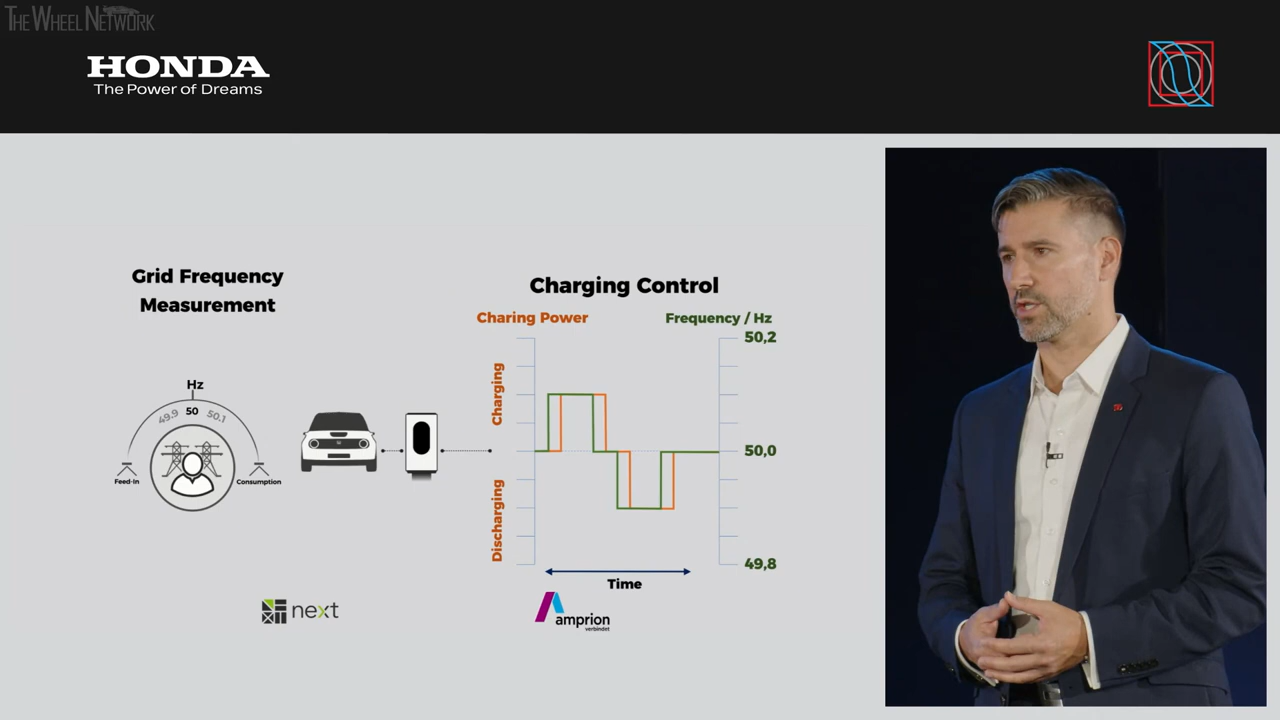 THE WHEEL NETWORK
HONDA
The Power of Dreams
Grid Frequency
Measurement
Charging Control
Charing Power
Frequency / Hz
50,2
Charging
Hz
49.9 50 50.1
50,0
Feed-In
Consumption
Discharging
49,8
Time
next
amprion
verbindet